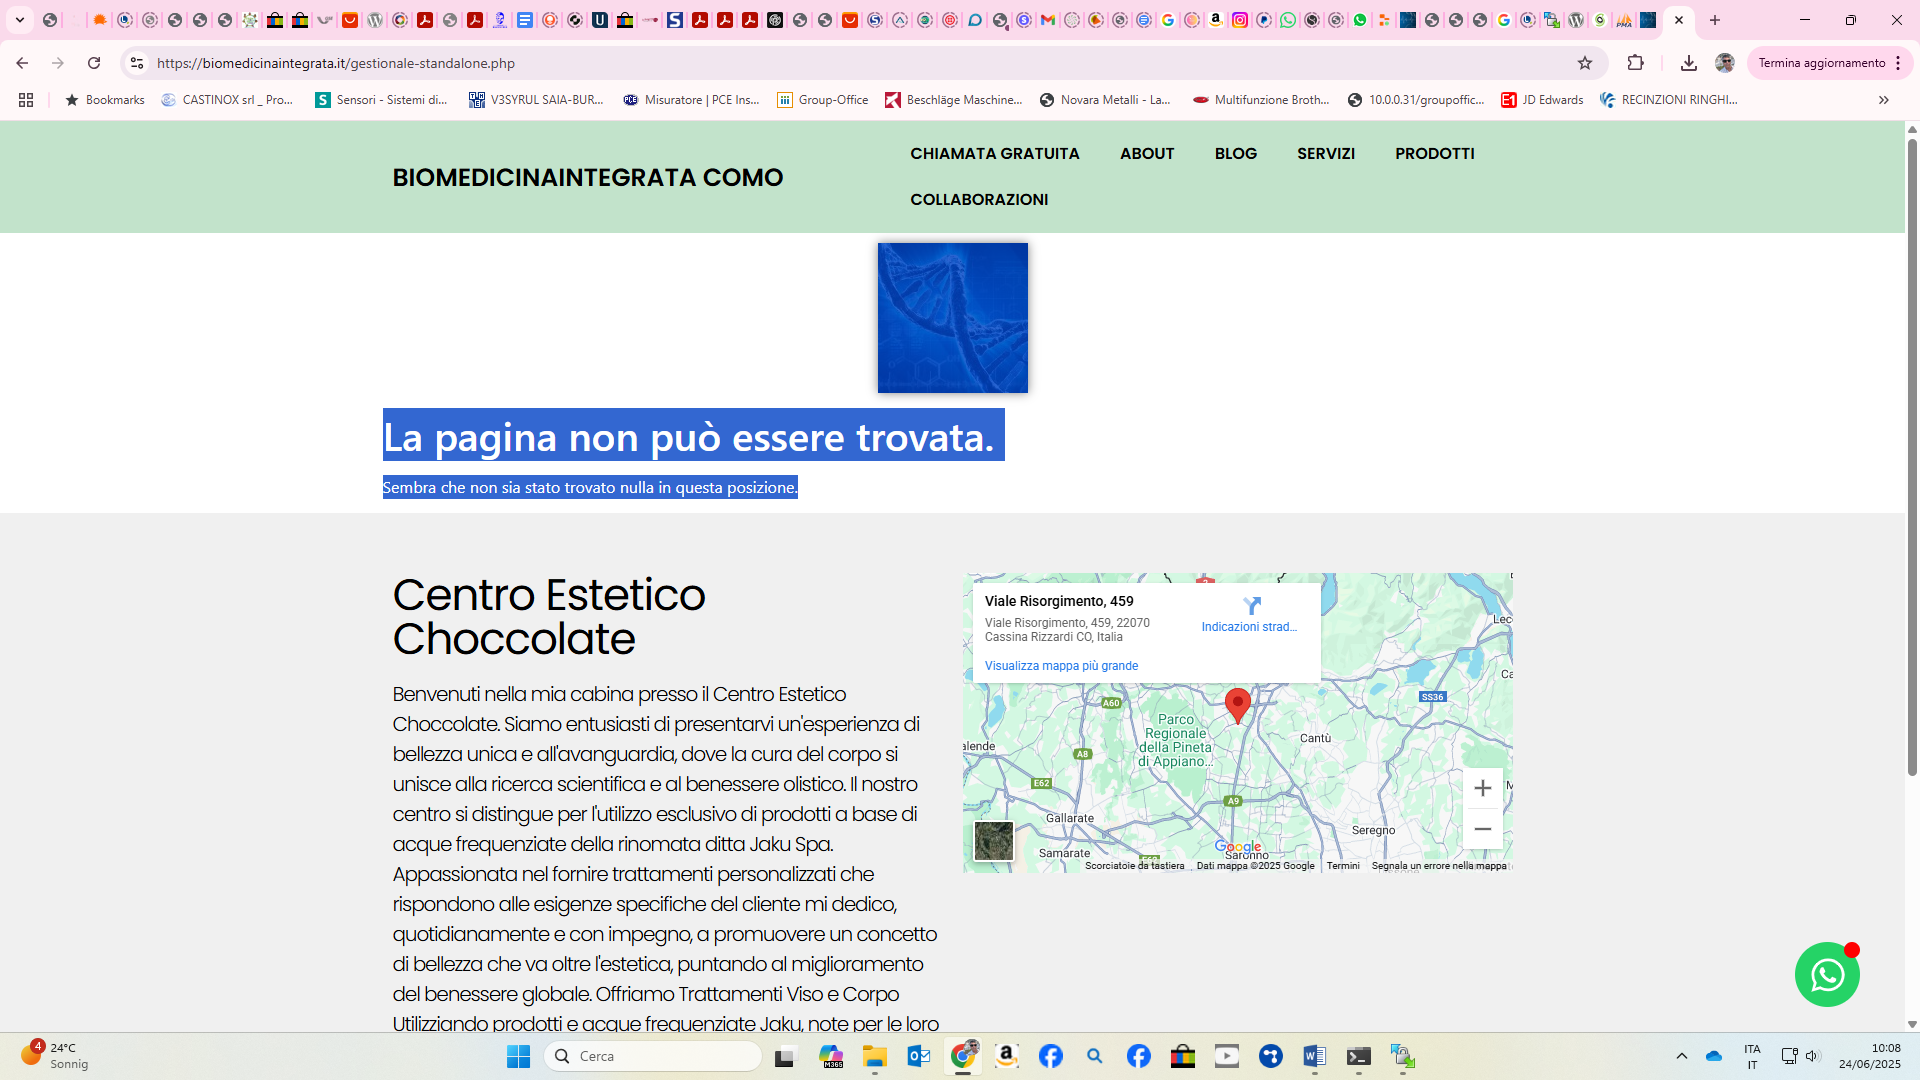 Termina aggiornamento
https://biomedicinaintegrata.it/gestionale-standalone.php
Bookmarks
CASTINOX srl _ Pro...
Sensori - Sistemi di...
V3SYRUL SAIA-BUR...
Misuratore | PCE Ins...
Group-Office
Beschläge Maschine...
Novara Metalli - La...
Multifunzione Broth...
10.0.0.31/groupoffic...
JD Edwards
RECINZIONI RINGHI...
BIOMEDICINAINTEGRATA COMO
CHIAMATA GRATUITA
ABOUT
BLOG
SERVIZI
PRODOTTI
COLLABORAZIONI
La pagina non può essere trovata.
Sembra che non sia stato trovato nulla in questa posizione.
Centro Estetico
Choccolate
Benvenuti nella mia cabina presso il Centro Estetico
Choccolate. Siamo entusiasti di presentarvi un'esperienza di
bellezza unica e all'avanguardia, dove la cura del corpo si
unisce alla ricerca scientifica e al benessere olistico. Il nostro
centro si distingue per l'utilizzo esclusivo di prodotti a base di
acque frequenziate della rinomata ditta Jaku Spa.
Appassionata nel fornire trattamenti personalizzati che
rispondono alle esigenze specifiche del cliente mi dedico,
quotidianamente e con impegno, a promuovere un concetto
di bellezza che va oltre l'estetica, puntando al miglioramento
del benessere globale. Offriamo Trattamenti Viso e Corpo
Utilizziando prodotti e acque frequenziate Jaku, note per le loro
Viale Risorgimento, 459
Viale Risorgimento, 459, 22070
Cassina Rizzardi CO, Italia
Indicazioni strad...
Visualizza mappa più grande
Lec
SS36
Ca
A60
Parco
Regionale
della Pineta
di Appiano...
Cantù
alende
A8
E62
A9
Gallarate
Seregno
Samarate
Google
Saronno
Scorciatoie da tastiera
Dati mappa ©2025 Google
Termini
Segnala un errore nella mappa
4
24°C
Sonnig
Cerca
M365
ITA
IT
10:08
24/06/2025